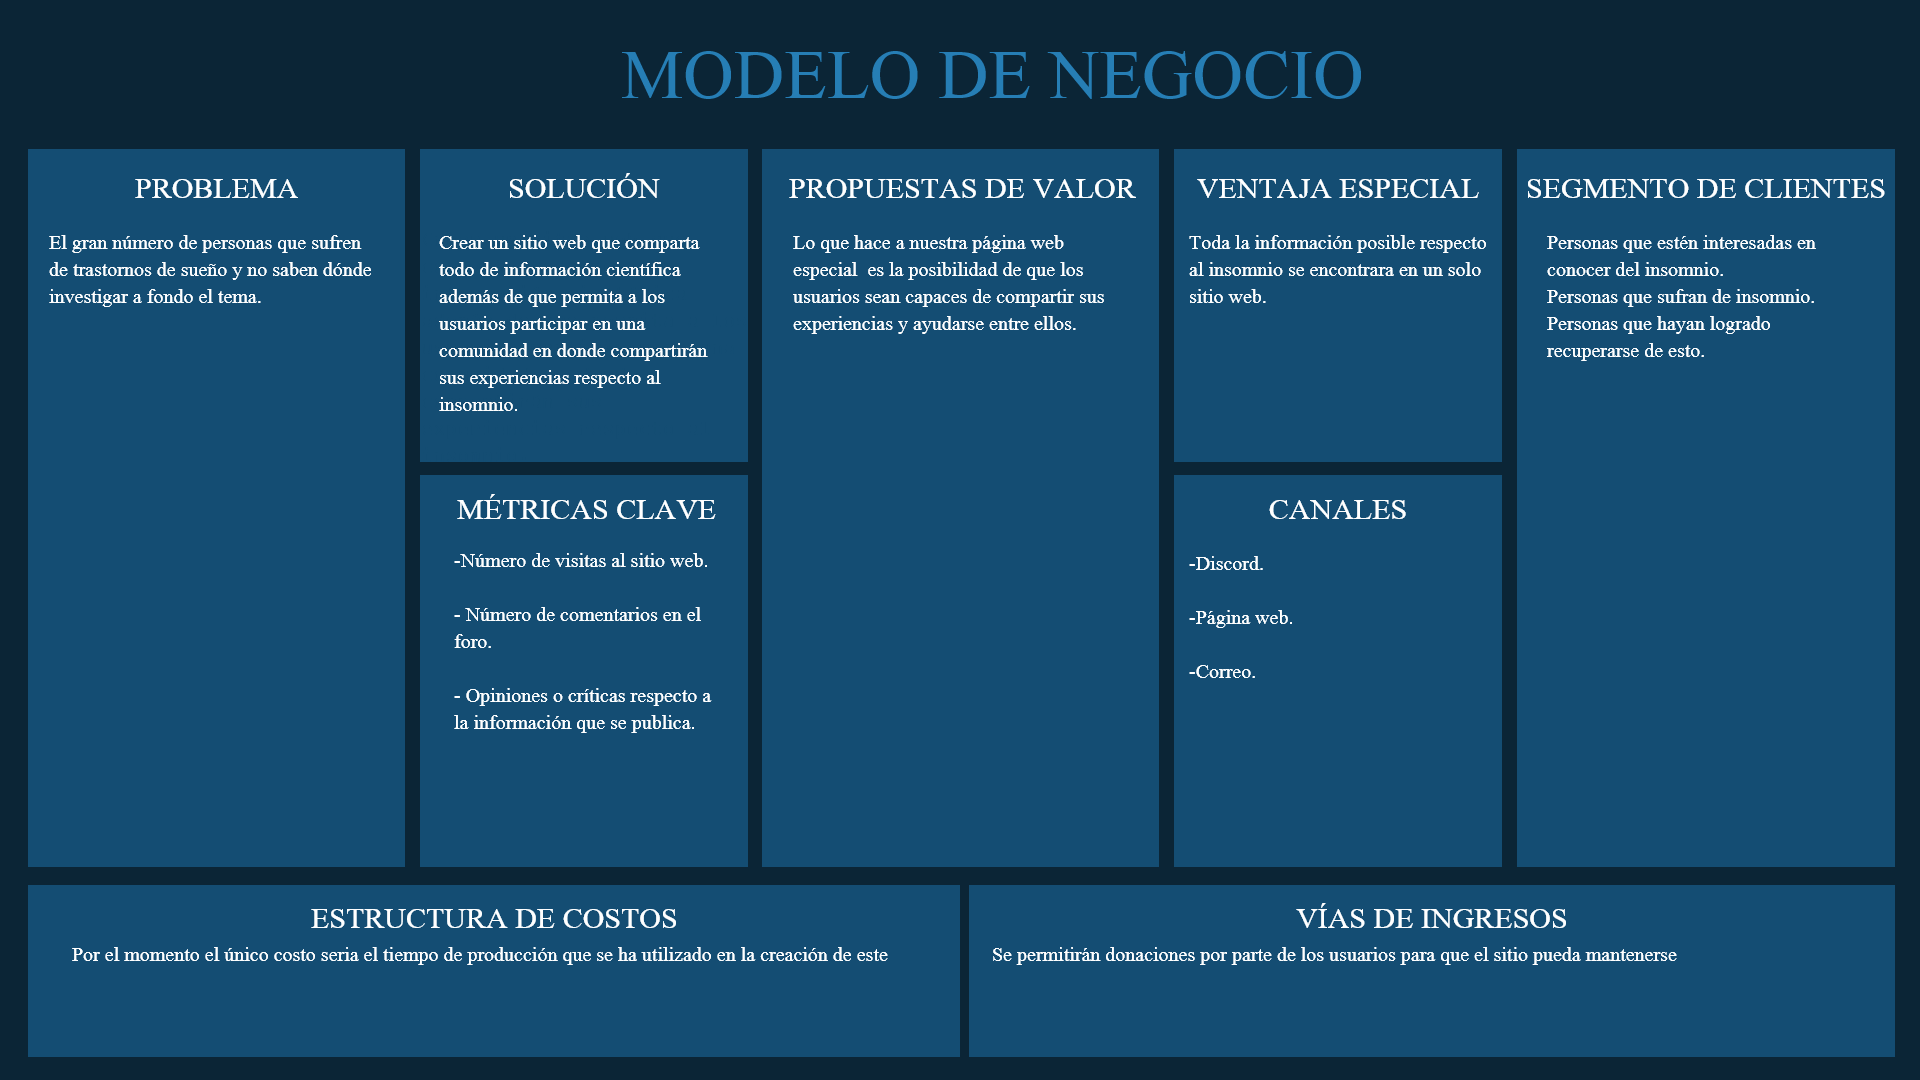 MODELO DE NEGOCIO
PROBLEMA
El gran número de personas que sufren
de trastornos de sueño y no saben dónde
investigar a fondo el tema.
SOLUCIÓN
Crear un sitio web que comparta
todo de información científica
además de que permita a los
usuarios participar en una
comunidad en donde compartirán
sus experiencias respecto al
insomnio.
MÉTRICAS CLAVE
-Número de visitas al sitio web.
- Número de comentarios en el
foro.
- Opiniones o críticas respecto a
la información que se publica.
PROPUESTAS DE VALOR
Lo que hace a nuestra página web
especial  es la posibilidad de que los
usuarios sean capaces de compartir sus
experiencias y ayudarse entre ellos.
VENTAJA ESPECIAL
Toda la información posible respecto
al insomnio se encontrara en un solo
sitio web.
CANALES
-Discord.
-Página web.
-Correo.
SEGMENTO DE CLIENTES
Personas que estén interesadas en
conocer del insomnio.
Personas que sufran de insomnio.
Personas que hayan logrado
recuperarse de esto.
ESTRUCTURA DE COSTOS
Por el momento el único costo seria el tiempo de producción que se ha utilizado en la creación de este
VÍAS DE INGRESOS
Se permitirán donaciones por parte de los usuarios para que el sitio pueda mantenerse